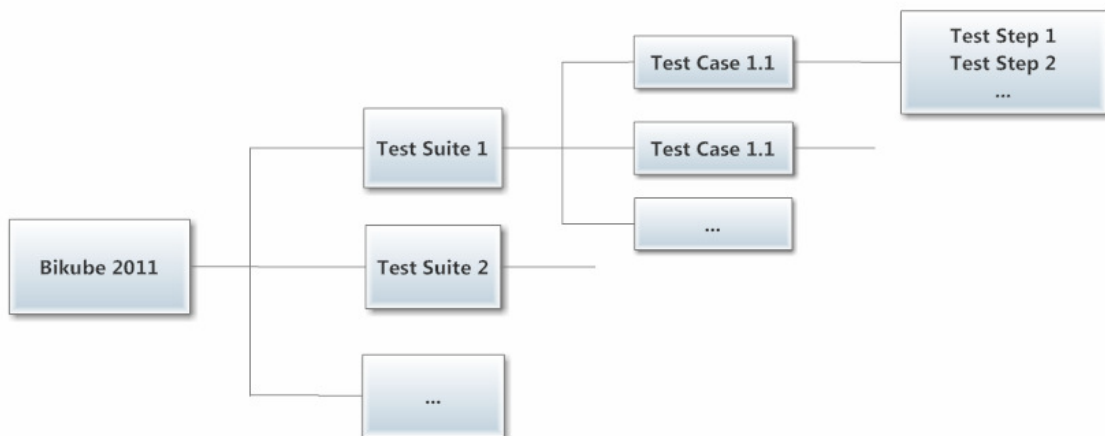 Test Step 1
Test Step 2
...
Test Case 1.1
Test Case 1.1
...
Test Suite 1
Test Suite 2
...
Bikube 2011